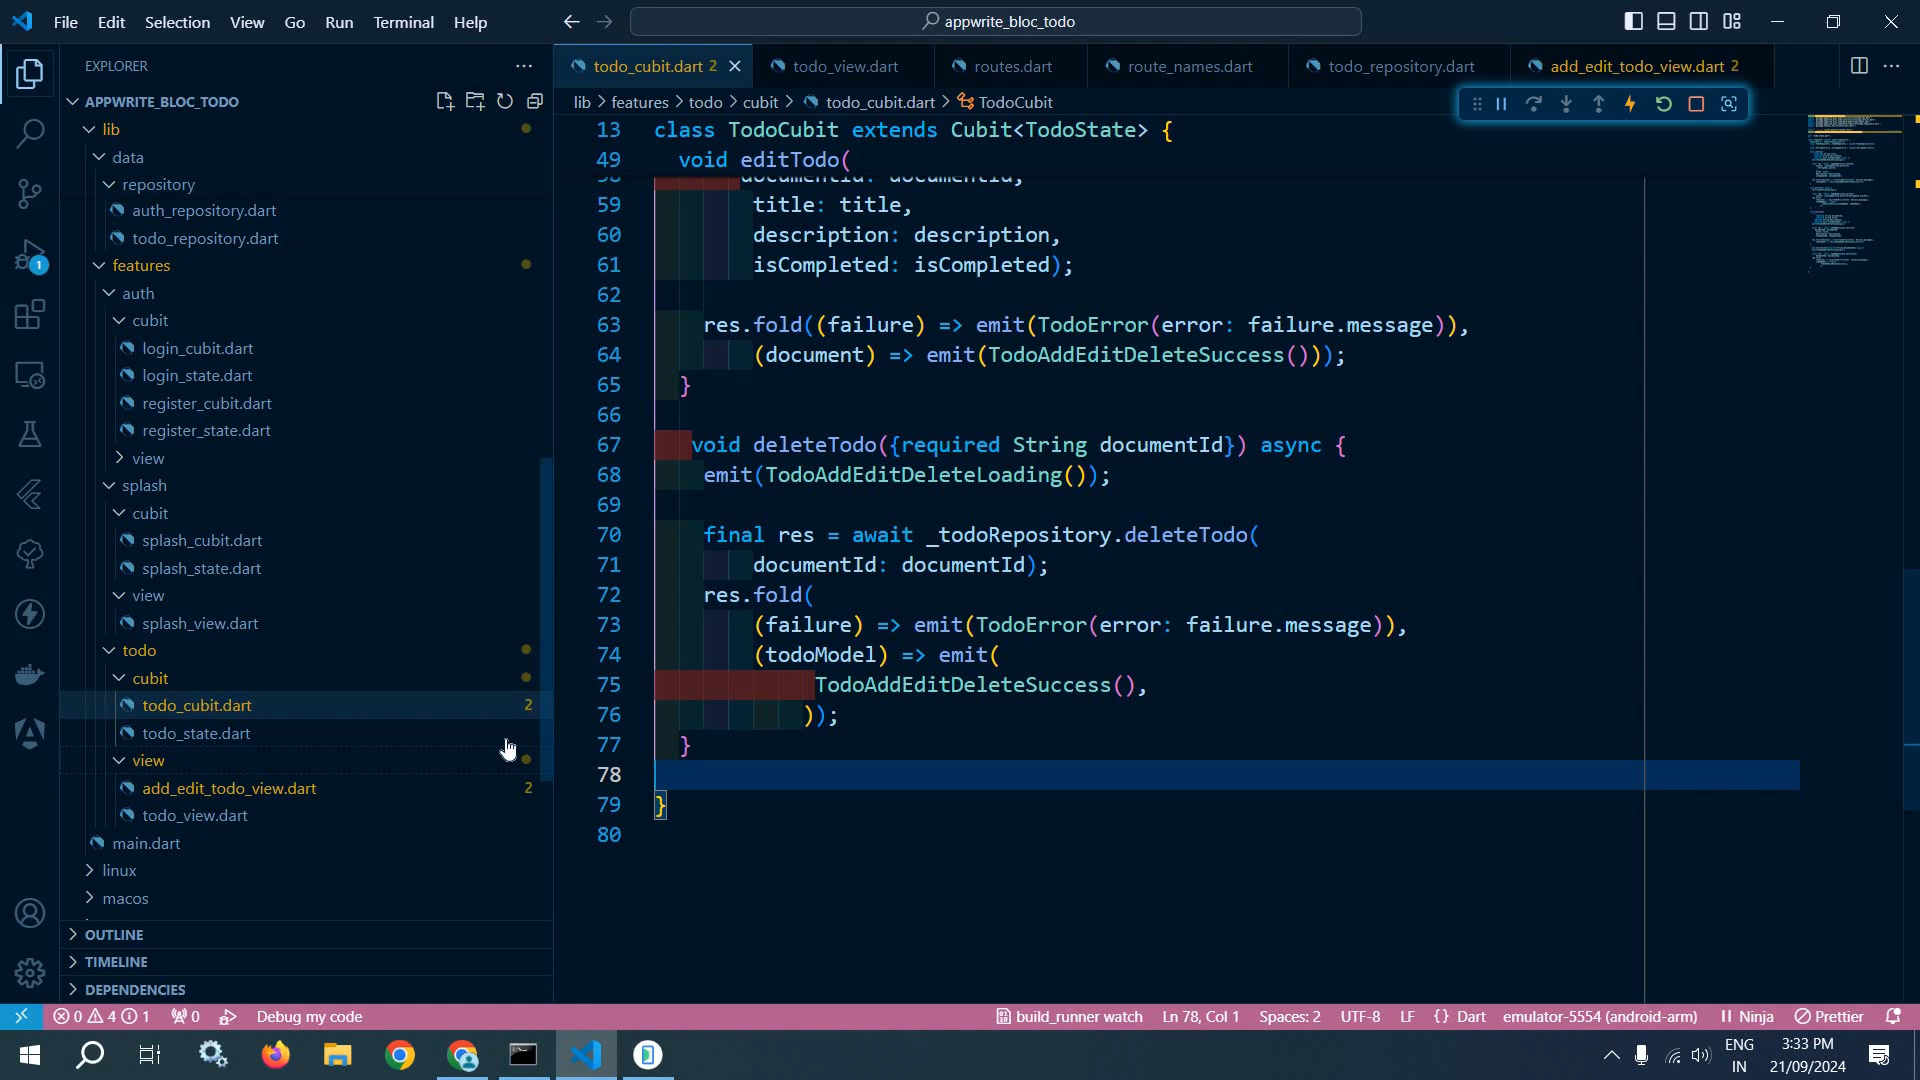 File Edit Selection View Go Run Terminal Help
appwrite_bloc_todo
EXPLORER
todo_cubit.dart 2
todo_view.dart
routes.dart
route_names.dart
todo_repository.dart
add_edit_todo_view.dart 2
APPWRITE_BLOC_TODO
lib > features > todo > cubit > todo_cubit.dart > TodoCubit
lib
data
repository
auth_repository.dart
todo_repository.dart
features
auth
cubit
login_cubit.dart
login_state.dart
register_cubit.dart
register_state.dart
view
splash
cubit
splash_cubit.dart
splash_state.dart
view
splash_view.dart
todo
cubit
todo_cubit.dart 2
todo_state.dart
view
add_edit_todo_view.dart 2
todo_view.dart
main.dart
linux
macos
OUTLINE
TIMELINE
DEPENDENCIES
1
13 class TodoCubit extends Cubit<TodoState> {
49 void editTodo(
58 documentId: documentId,
59 title: title,
60 description: description,
61 isCompleted: isCompleted);
62
63 res.fold((failure) => emit(TodoError(error: failure.message)),
64 (document) => emit(TodoAddEditDeleteSuccess()));
65 }
66
67 void deleteTodo({required String documentId}) async {
68 emit(TodoAddEditDeleteLoading());
69
70 final res = await _todoRepository.deleteTodo(
71 documentId: documentId);
72 res.fold(
73 (failure) => emit(TodoError(error: failure.message)),
74 (todoModel) => emit(
75 TodoAddEditDeleteSuccess(),
76 ));
77 }
78
79 }
80
0 4 1 0 Debug my code
build_runner watch Ln 78, Col 1 Spaces: 2 UTF-8 LF {} Dart emulator-5554 (android-arm) Ninja Prettier
ENG
IN
3:33 PM
21/09/2024